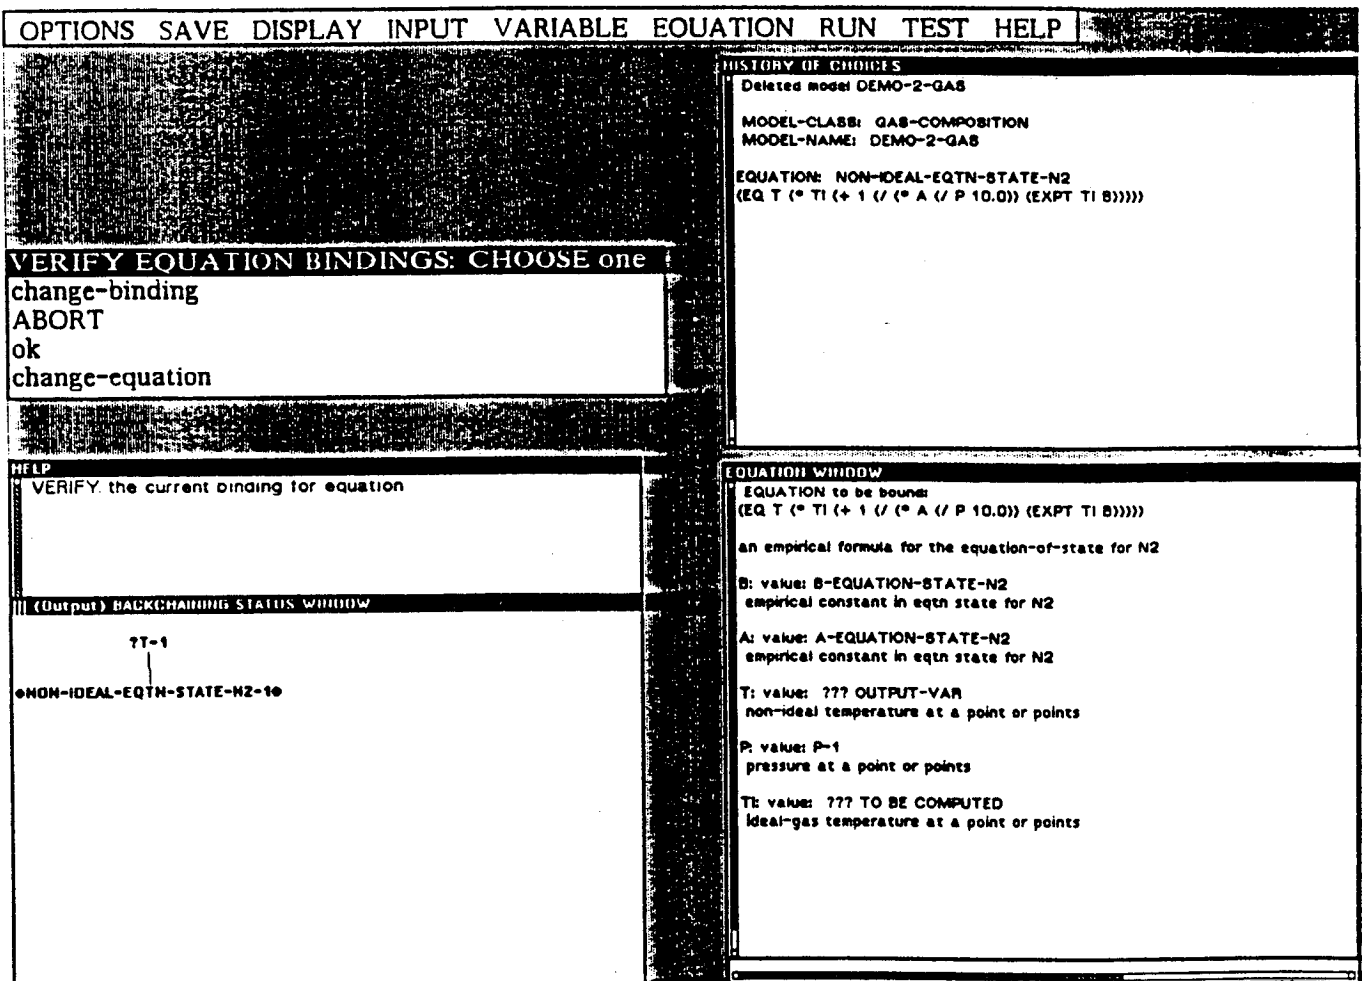 OPTIONS SAVE DISPLAY INPUT VARIABLE EQUATION RUN TEST HELP
HISTORY OF CHOICES
Deleted model DEMO-2-GAS
MODEL-CLASS: GAS-COMPOSITION
MODEL-NAME: DEMO-2-GAS
EQUATION: NON-IDEAL-EQTN-STATE-N2
(EQ T (* TI (+ 1 (/ (* A (/ P 10.0)) (EXPT TI B)))))
VERIFY EQUATION BINDINGS: CHOOSE one
change-binding
ABORT
ok
change-equation
HELP
VERIFY. the current binding for equation
(Output) BACKCHAINING STATUS WINDOW
?T-1
NON-IDEAL-EQTN-STATE-N2-1
EQUATION WINDOW
EQUATION to be bound:
(EQ T (* TI (+ 1 (/ (* A (/ P 10.0)) (EXPT TI B)))))
an empirical formula for the equation-of-state for N2
B: value: B-EQUATION-STATE-N2
empirical constant in eqtn state for N2
A: value: A-EQUATION-STATE-N2
empirical constant in eqtn state for N2
T: value: ??? OUTPUT-VAR
non-ideal temperature at a point or points
P: value: P-1
pressure at a point or points
TI: value: ??? TO BE COMPUTED
ideal-gas temperature at a point or points